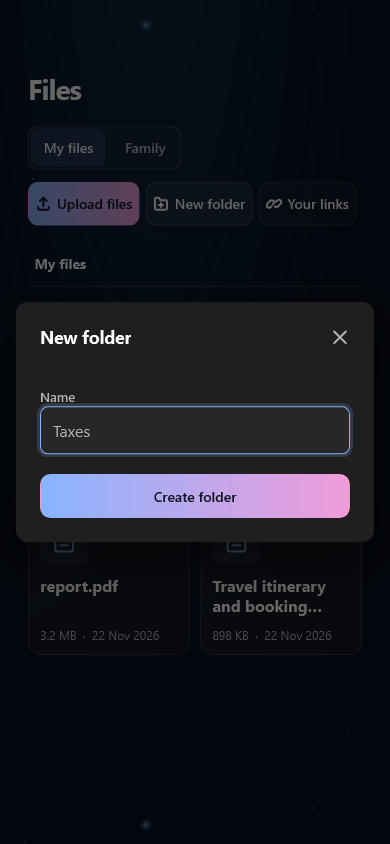 Files
My files
Family
Upload files
New folder
Your links
My files
New folder
Name
Taxes
Create folder
report.pdf
Travel itinerary
and booking...
3.2 MB · 22 Nov 2026
898 KB · 22 Nov 2026